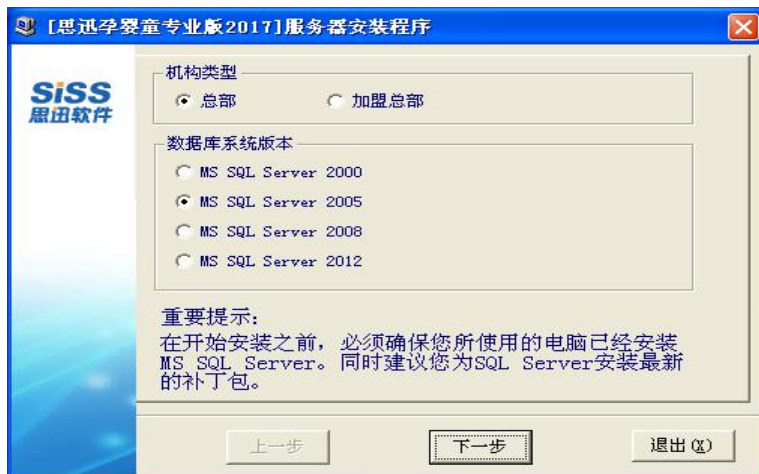 [思迅孕婴童专业版2017]服务器安装程序
SiSS
思迅软件
机构类型
总部
加盟总部
数据库系统版本
MS SQL Server 2000
MS SQL Server 2005
MS SQL Server 2008
MS SQL Server 2012
重要提示:
在开始安装之前，必须确保您所使用的电脑已经安装
MS SQL Server。同时建议您为SQL Server安装最新
的补丁包。
上一步
下一步
退出(X)